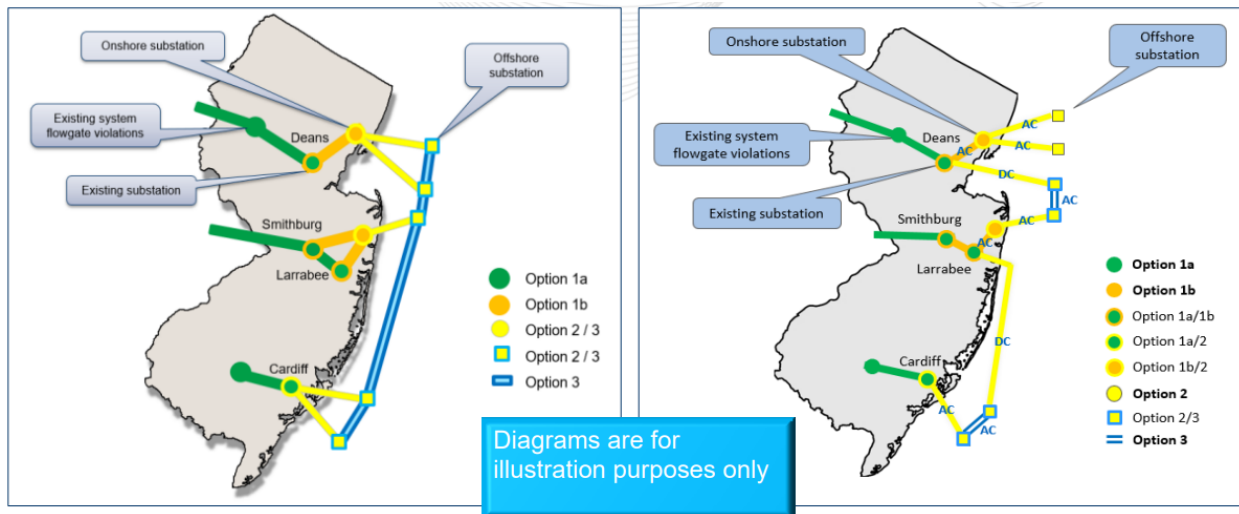 Onshore substation
Offshore
substation
Existing system
flowgate violations
Deans
Existing substation
Smithburg
Larrabee
Cardiff
Option 1a
Option 1b
Option 2 / 3
Option 2 / 3
Option 3
Onshore substation
Offshore
substation
Existing system
flowgate violations
Deans
AC
AC
AC
DC
AC
Existing substation
Smithburg
AC
AC
Larrabee
DC
Cardiff
AC
AC
Option 1a
Option 1b
Option 1a/1b
Option 1a/2
Option 1b/2
Option 2
Option 2/3
Option 3
Diagrams are for
illustration purposes only